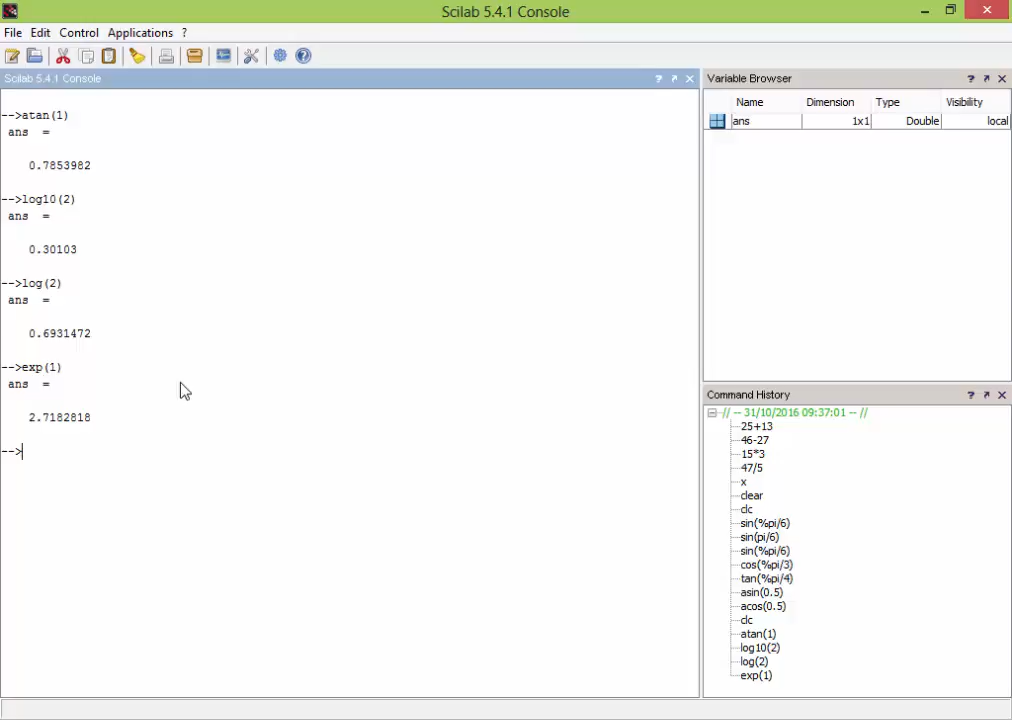 Scilab 5.4.1 Console
File Edit Control Applications ?
Scilab 5.4.1 Console ? 
-->atan(1)
ans =
0.7853982
-->log10(2)
ans =
0.30103
-->log(2)
ans =
0.6931472
-->exp(1)
ans =
2.7182818
-->
Variable Browser ?
Name Dimension Type Visibility
ans 1x1 Double local
Command History ?
// -- 31/10/2016 09:37:01 -- //
25+13
46-27
15*3
47/5
x
clear
clc
sin(%pi/6)
sin(pi/6)
sin(%pi/6)
cos(%pi/3)
tan(%pi/4)
asin(0.5)
acos(0.5)
clc
atan(1)
log10(2)
log(2)
exp(1)